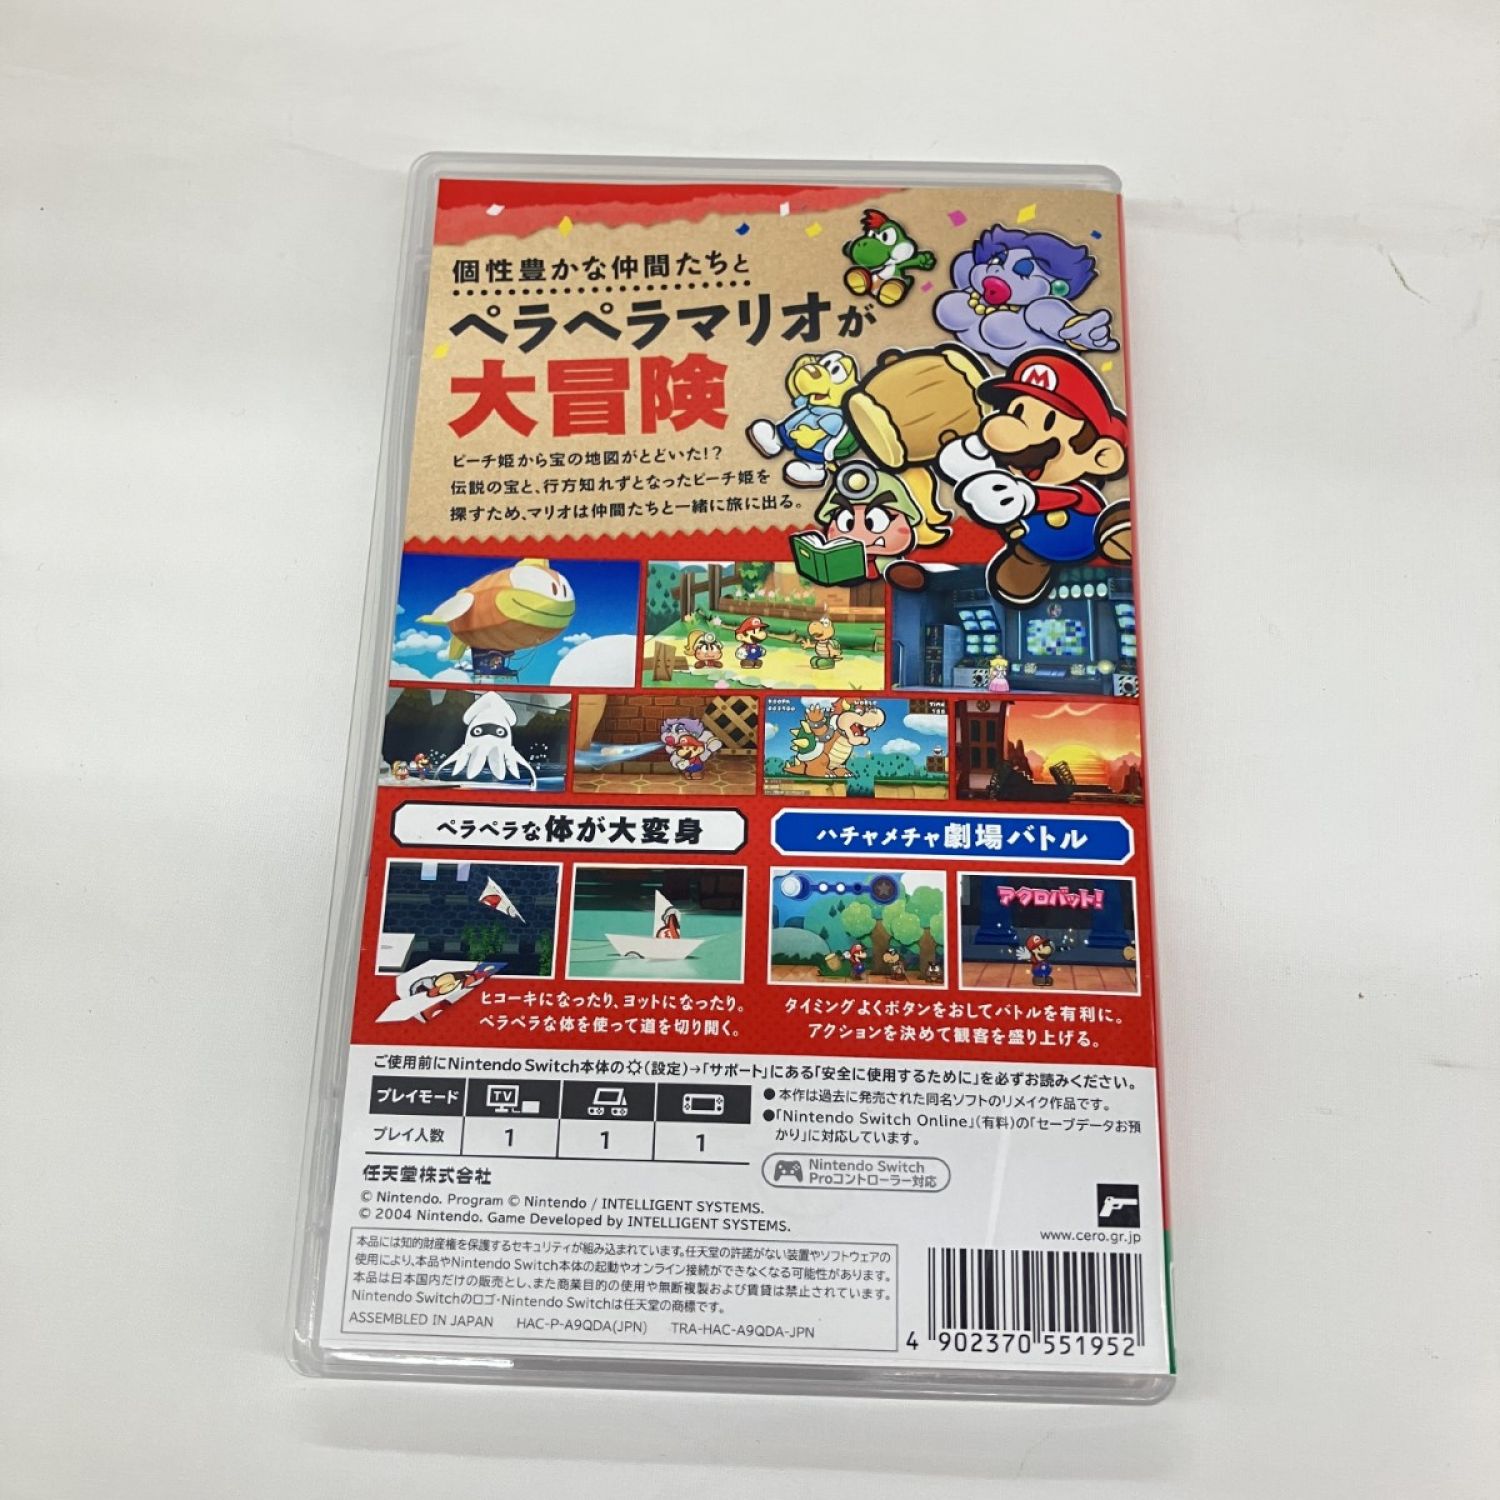 個性豊かな仲間たちと
ペラペラマリオが
大冒険
ピーチ姫から宝の地図がとどいた!?
伝説の宝と、行方知れずとなったピーチ姫を
探すため、マリオは仲間たちと一緒に旅に出る。
ペラペラな体が大変身
ハチャメチャ劇場バトル
アクロバット!
ヒコーキになったり、ヨットになったり。
ペラペラな体を使って道を切り開く。
タイミングよくボタンをおしてバトルを有利に。
アクションを決めて観客を盛り上げる。
ご使用前にNintendo Switch本体の(設定)→「サポート」にある「安全に使用するために」を必ずお読みください。
プレイモード TV
プレイ人数 1 1 1
●本作は過去に発売された同名ソフトのリメイク作品です。
●「Nintendo Switch Online」(有料)の「セーブデータお預
かり」に対応しています。
Nintendo Switch
Proコントローラー対応
任天堂株式会社
© Nintendo. Program © Nintendo / INTELLIGENT SYSTEMS.
© 2004 Nintendo. Game Developed by INTELLIGENT SYSTEMS.
www.cero.gr.jp
本品には知的財産権を保護するセキュリティが組み込まれています。任天堂の許諾がない装置やソフトウェアの
使用により、本品やNintendo Switch本体の起動やオンライン接続ができなくなる可能性があります。
本品は日本国内だけの販売とし、また商業目的の使用や無断複製および賃貸は禁止されています。
Nintendo Switchのロゴ・Nintendo Switchは任天堂の商標です。
ASSEMBLED IN JAPAN HAC-P-A9QDA(JPN) TRA-HAC-A9QDA-JPN
4 902370 551952